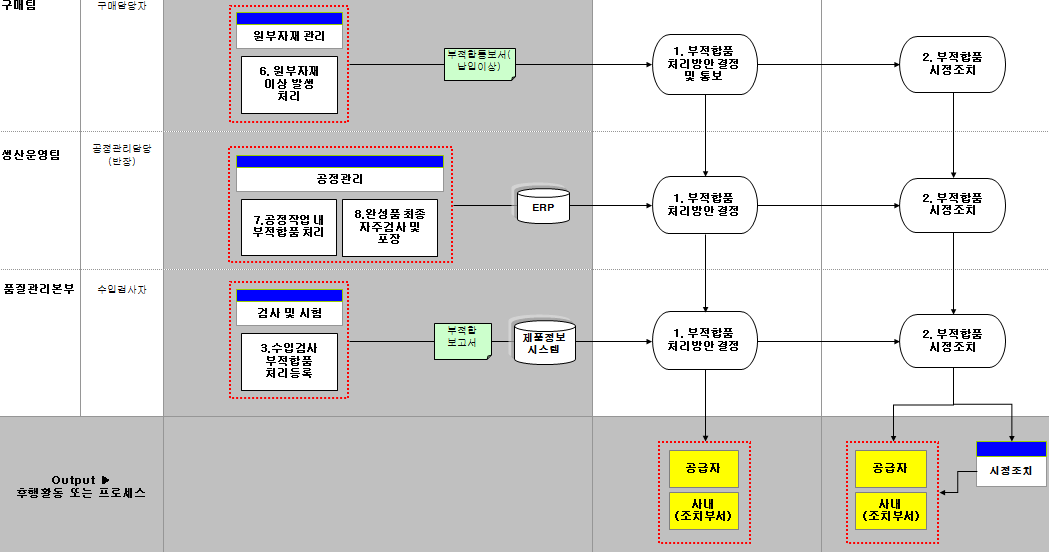 구매팀
구매담당자
원부자재 관리
6. 원부자재
이상 발생
처리
부적합통보서(
납입이상)
1. 부적합품
처리방안 결정
및 통보
2. 부적합품
시정조치
생산운영팀
공정관리담당
(반장)
공정관리
7.공정작업 내
부적합품 처리
8.완성품 최종
자주검사 및
포장
ERP
1. 부적합품
처리방안 결정
2. 부적합품
시정조치
품질관리본부
수입검사자
검사 및 시험
3.수입검사
부적합품
처리등록
부적합
보고서
제품정보
시스템
1. 부적합품
처리방안 결정
2. 부적합품
시정조치
Output ▶
후행활동 또는 프로세스
공급자
사내
(조치부서)
공급자
사내
(조치부서)
시정조치